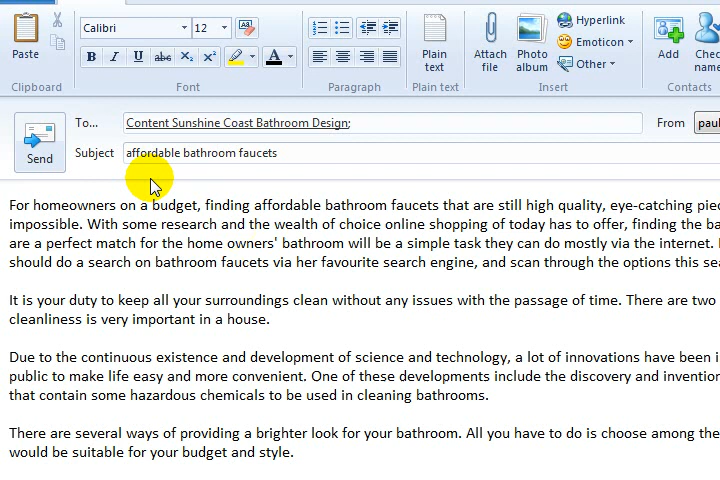 Calibri 12
Paste
B I U abe X² X² A
Plain text
Attach file
Photo album
Hyperlink
Emoticon
Other
Add
Chec name
Clipboard Font Paragraph Plain text Insert Contacts
Send
To... Content Sunshine Coast Bathroom Design; From paul
Subject affordable bathroom faucets
For homeowners on a budget, finding affordable bathroom faucets that are still high quality, eye-catching piec
impossible. With some research and the wealth of choice online shopping of today has to offer, finding the ba
are a perfect match for the home owners' bathroom will be a simple task they can do mostly via the internet.
should do a search on bathroom faucets via her favourite search engine, and scan through the options this sea
It is your duty to keep all your surroundings clean without any issues with the passage of time. There are two
cleanliness is very important in a house.
Due to the continuous existence and development of science and technology, a lot of innovations have been i
public to make life easy and more convenient. One of these developments include the discovery and invention
that contain some hazardous chemicals to be used in cleaning bathrooms.
There are several ways of providing a brighter look for your bathroom. All you have to do is choose among the
would be suitable for your budget and style.